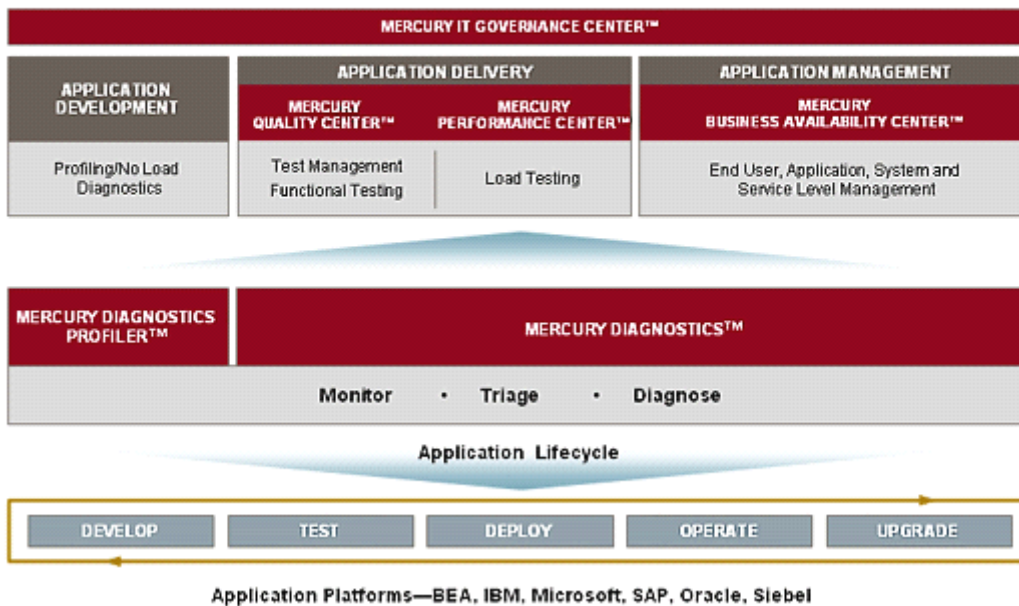 MERCURY IT GOVERNANCE CENTER™
APPLICATION
DEVELOPMENT
Profiling/No Load
Diagnostics
APPLICATION DELIVERY
MERCURY
QUALITY CENTER™
Test Management
Functional Testing
MERCURY
PERFORMANCE CENTER™
Load Testing
APPLICATION MANAGEMENT
MERCURY
BUSINESS AVAILABILITY CENTER™
End User, Application, System and
Service Level Management
MERCURY DIAGNOSTICS
PROFILER™
MERCURY DIAGNOSTICS™
Monitor • Triage • Diagnose
Application Lifecycle
DEVELOP TEST DEPLOY OPERATE UPGRADE
Application Platforms—BEA, IBM, Microsoft, SAP, Oracle, Siebel